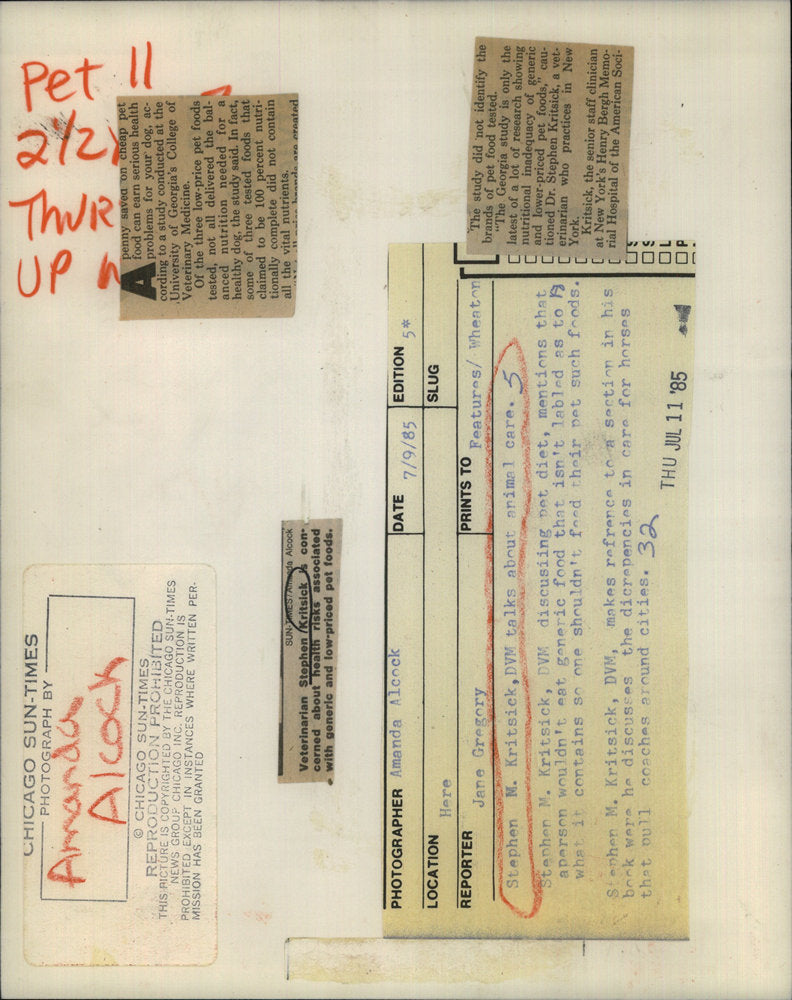 Pet 11
2/2
THUR
UP
A penny saved on cheap pet
food can earn serious health
problems for your dog, ac-
cording to a study conducted at the
University of Georgia's College of
Veterinary Medicine.
Of the three low-price pet foods
tested, not all delivered the bal-
anced nutrition needed for a
healthy dog, the study said. In fact,
some of three tested foods that
claimed to be 100 percent nutri-
tionally complete did not contain
all the vital nutrients.
The study did not identify the
brands of pet food tested.
"The Georgia study is only the
latest of a lot of research showing
nutritional inadequacy of generic
and lower-priced pet foods," cau-
tioned Dr. Stephen Kritsick, a vet-
erinarian who practices in New
York.
Kritsick, the senior staff clinician
at New York's Henry Bergh Memo-
rial Hospital of the American Soci-
SUN-TIMES/Amanda Alcock
Veterinarian Stephen Kritsick is con-
cerned about health risks associated
with generic and low-priced pet foods.
CHICAGO SUN-TIMES
PHOTOGRAPH BY
Amanda
Alcock
© CHICAGO SUN-TIMES
REPRODUCTION PROHIBITED
THIS PICTURE IS COPYRIGHTED BY THE CHICAGO SUN-TIMES
NEWS GROUP CHICAGO INC. REPRODUCTION IS
PROHIBITED EXCEPT IN INSTANCES WHERE WRITTEN PER-
MISSION HAS BEEN GRANTED
PHOTOGRAPHER Amanda Alcock DATE 7/9/85 EDITION 5*
LOCATION Here SLUG
REPORTER Jane Gregory PRINTS TO Features/ Wheaton
Stephen M. Kritsick,DVM talks about animal care. 5
Stephen M. Kritsick, DVM discusiing pet diet, mentions that
aperson wouldn't eat generic food that isn't labled as to
what it contains so one shouldn't feed their pet such foods.
Stephen M. Kritsick, DVM, makes refrence to a section in his
book were he discusses the dicrepencies in care for horses
that pull coaches around cities. 32
THU JUL 11 '85